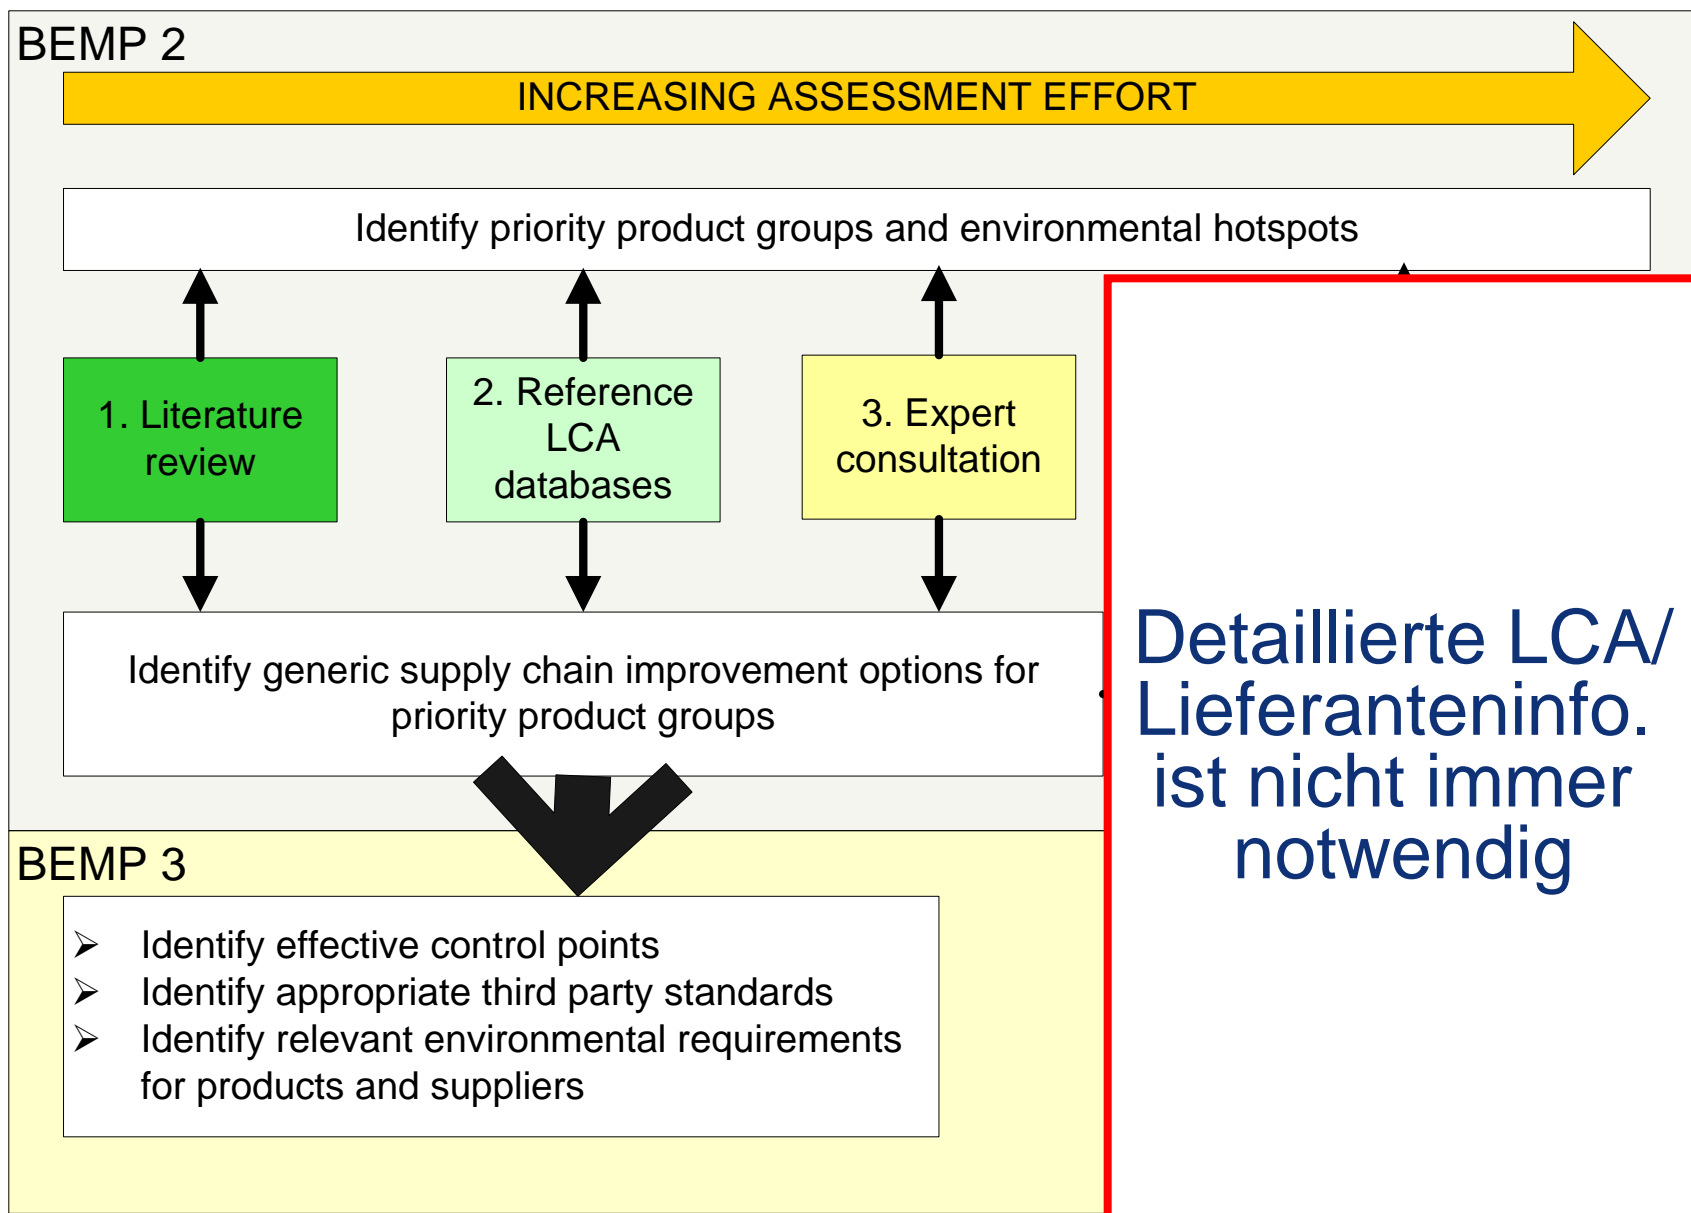 BEMP 2
INCREASING ASSESSMENT EFFORT
Identify priority product groups and environmental hotspots
1. Literature
review
2. Reference
LCA
databases
3. Expert
consultation
Identify generic supply chain improvement options for
priority product groups
Detaillierte LCA/
Lieferanteninfo.
ist nicht immer
notwendig
BEMP 3
➢ Identify effective control points
➢ Identify appropriate third party standards
➢ Identify relevant environmental requirements
for products and suppliers